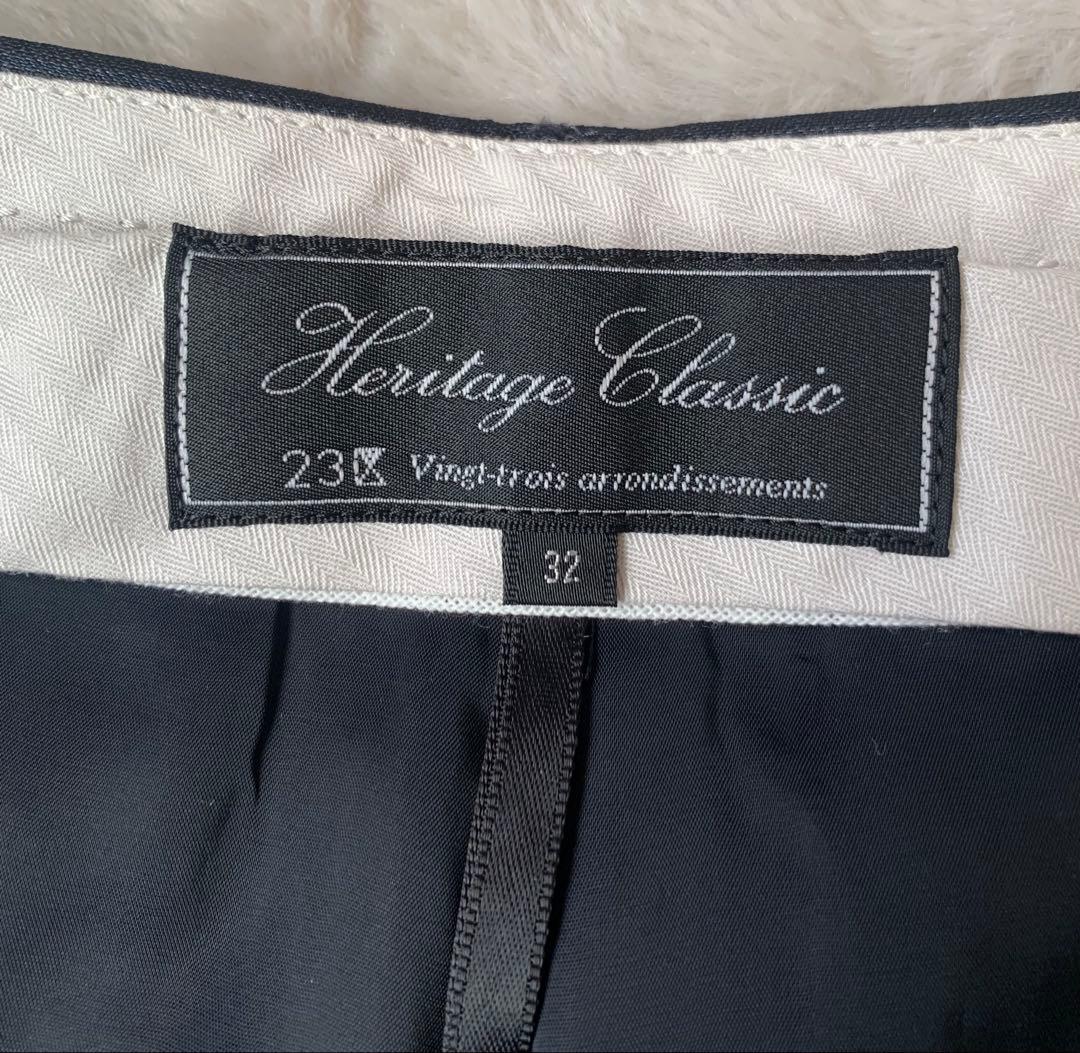 Heritage Classic
23区 Vingt-trois arrondissements
32